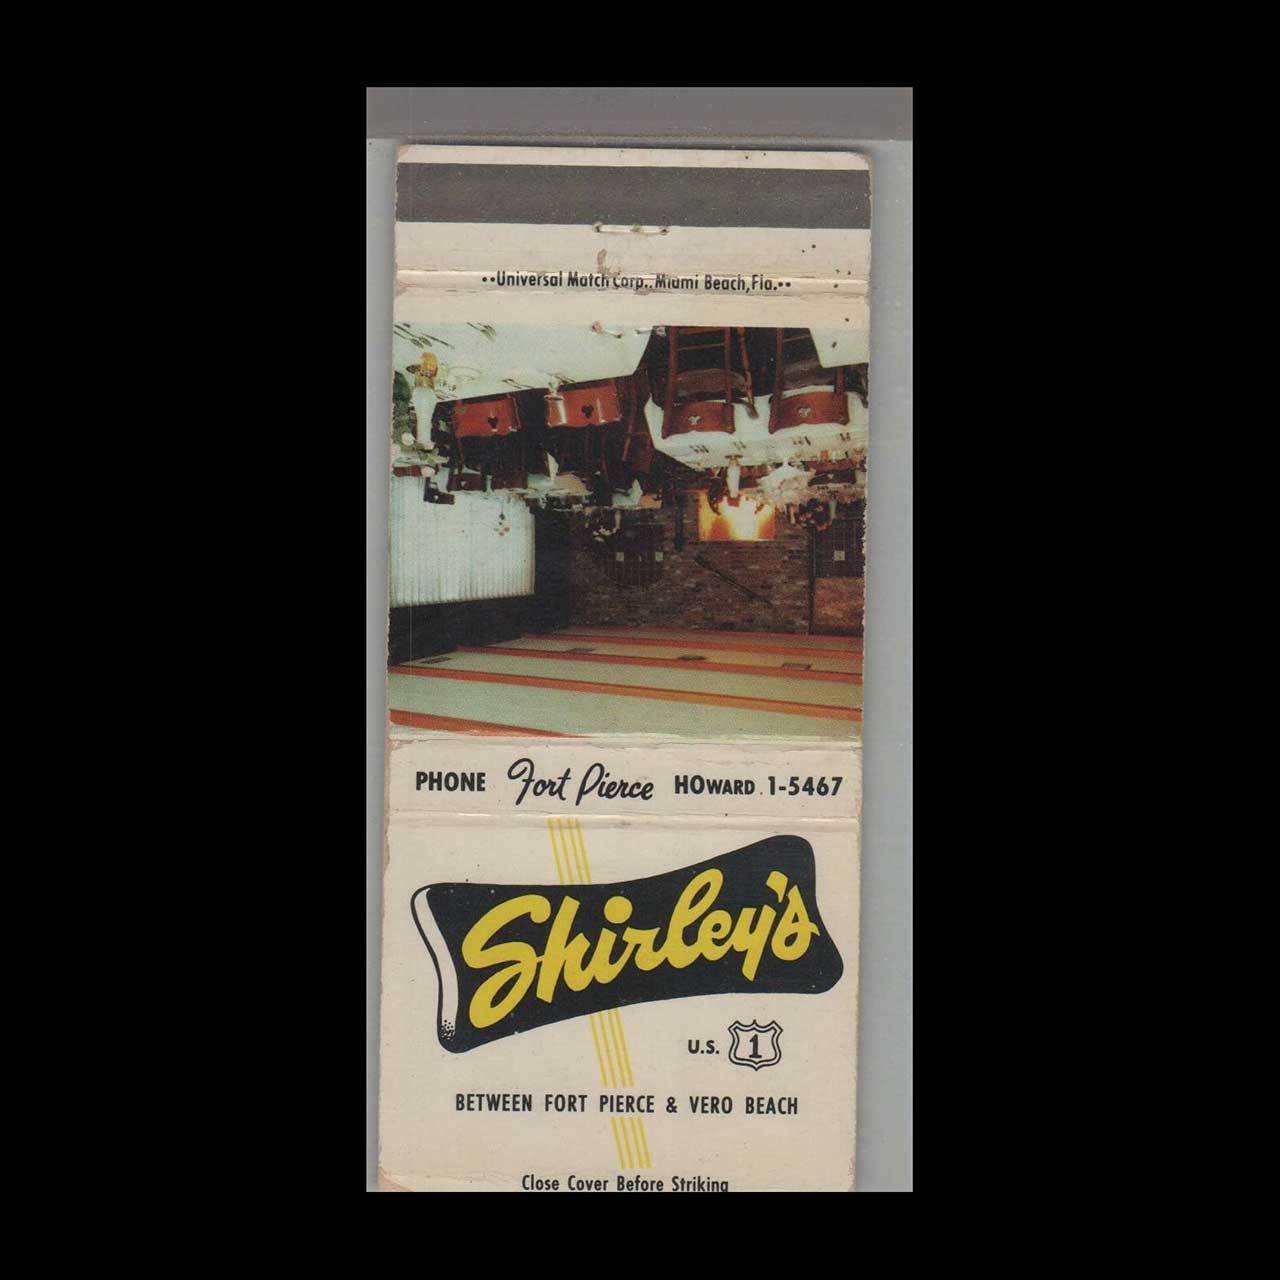 ••Universal Match Corp., Miami Beach, Fla.••
PHONE Fort Pierce HOWARD 1-5467
Shirley's
U.S. 1
BETWEEN FORT PIERCE & VERO BEACH
Close Cover Before Striking